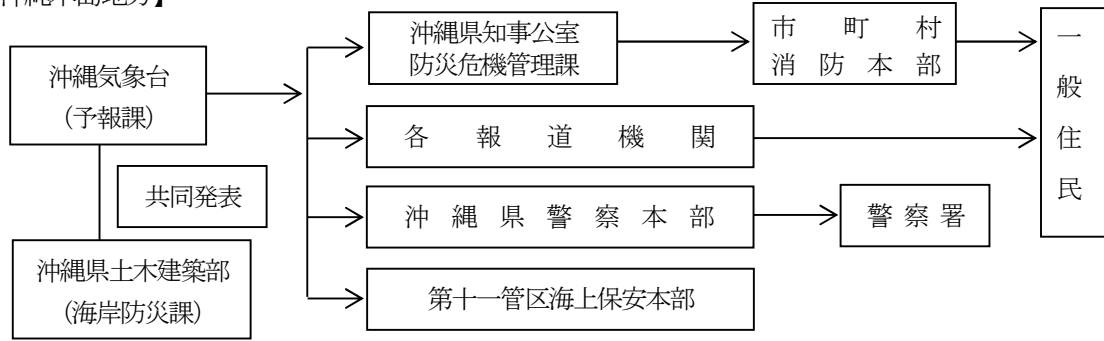 沖縄気象台
(予報課)
共同発表
沖縄県土木建築部
(海岸防災課)
沖縄県知事公室
防災危機管理課
市町村
消防本部
各報道機関
沖縄県警察本部
警察署
第十一管区海上保安本部
一般住民